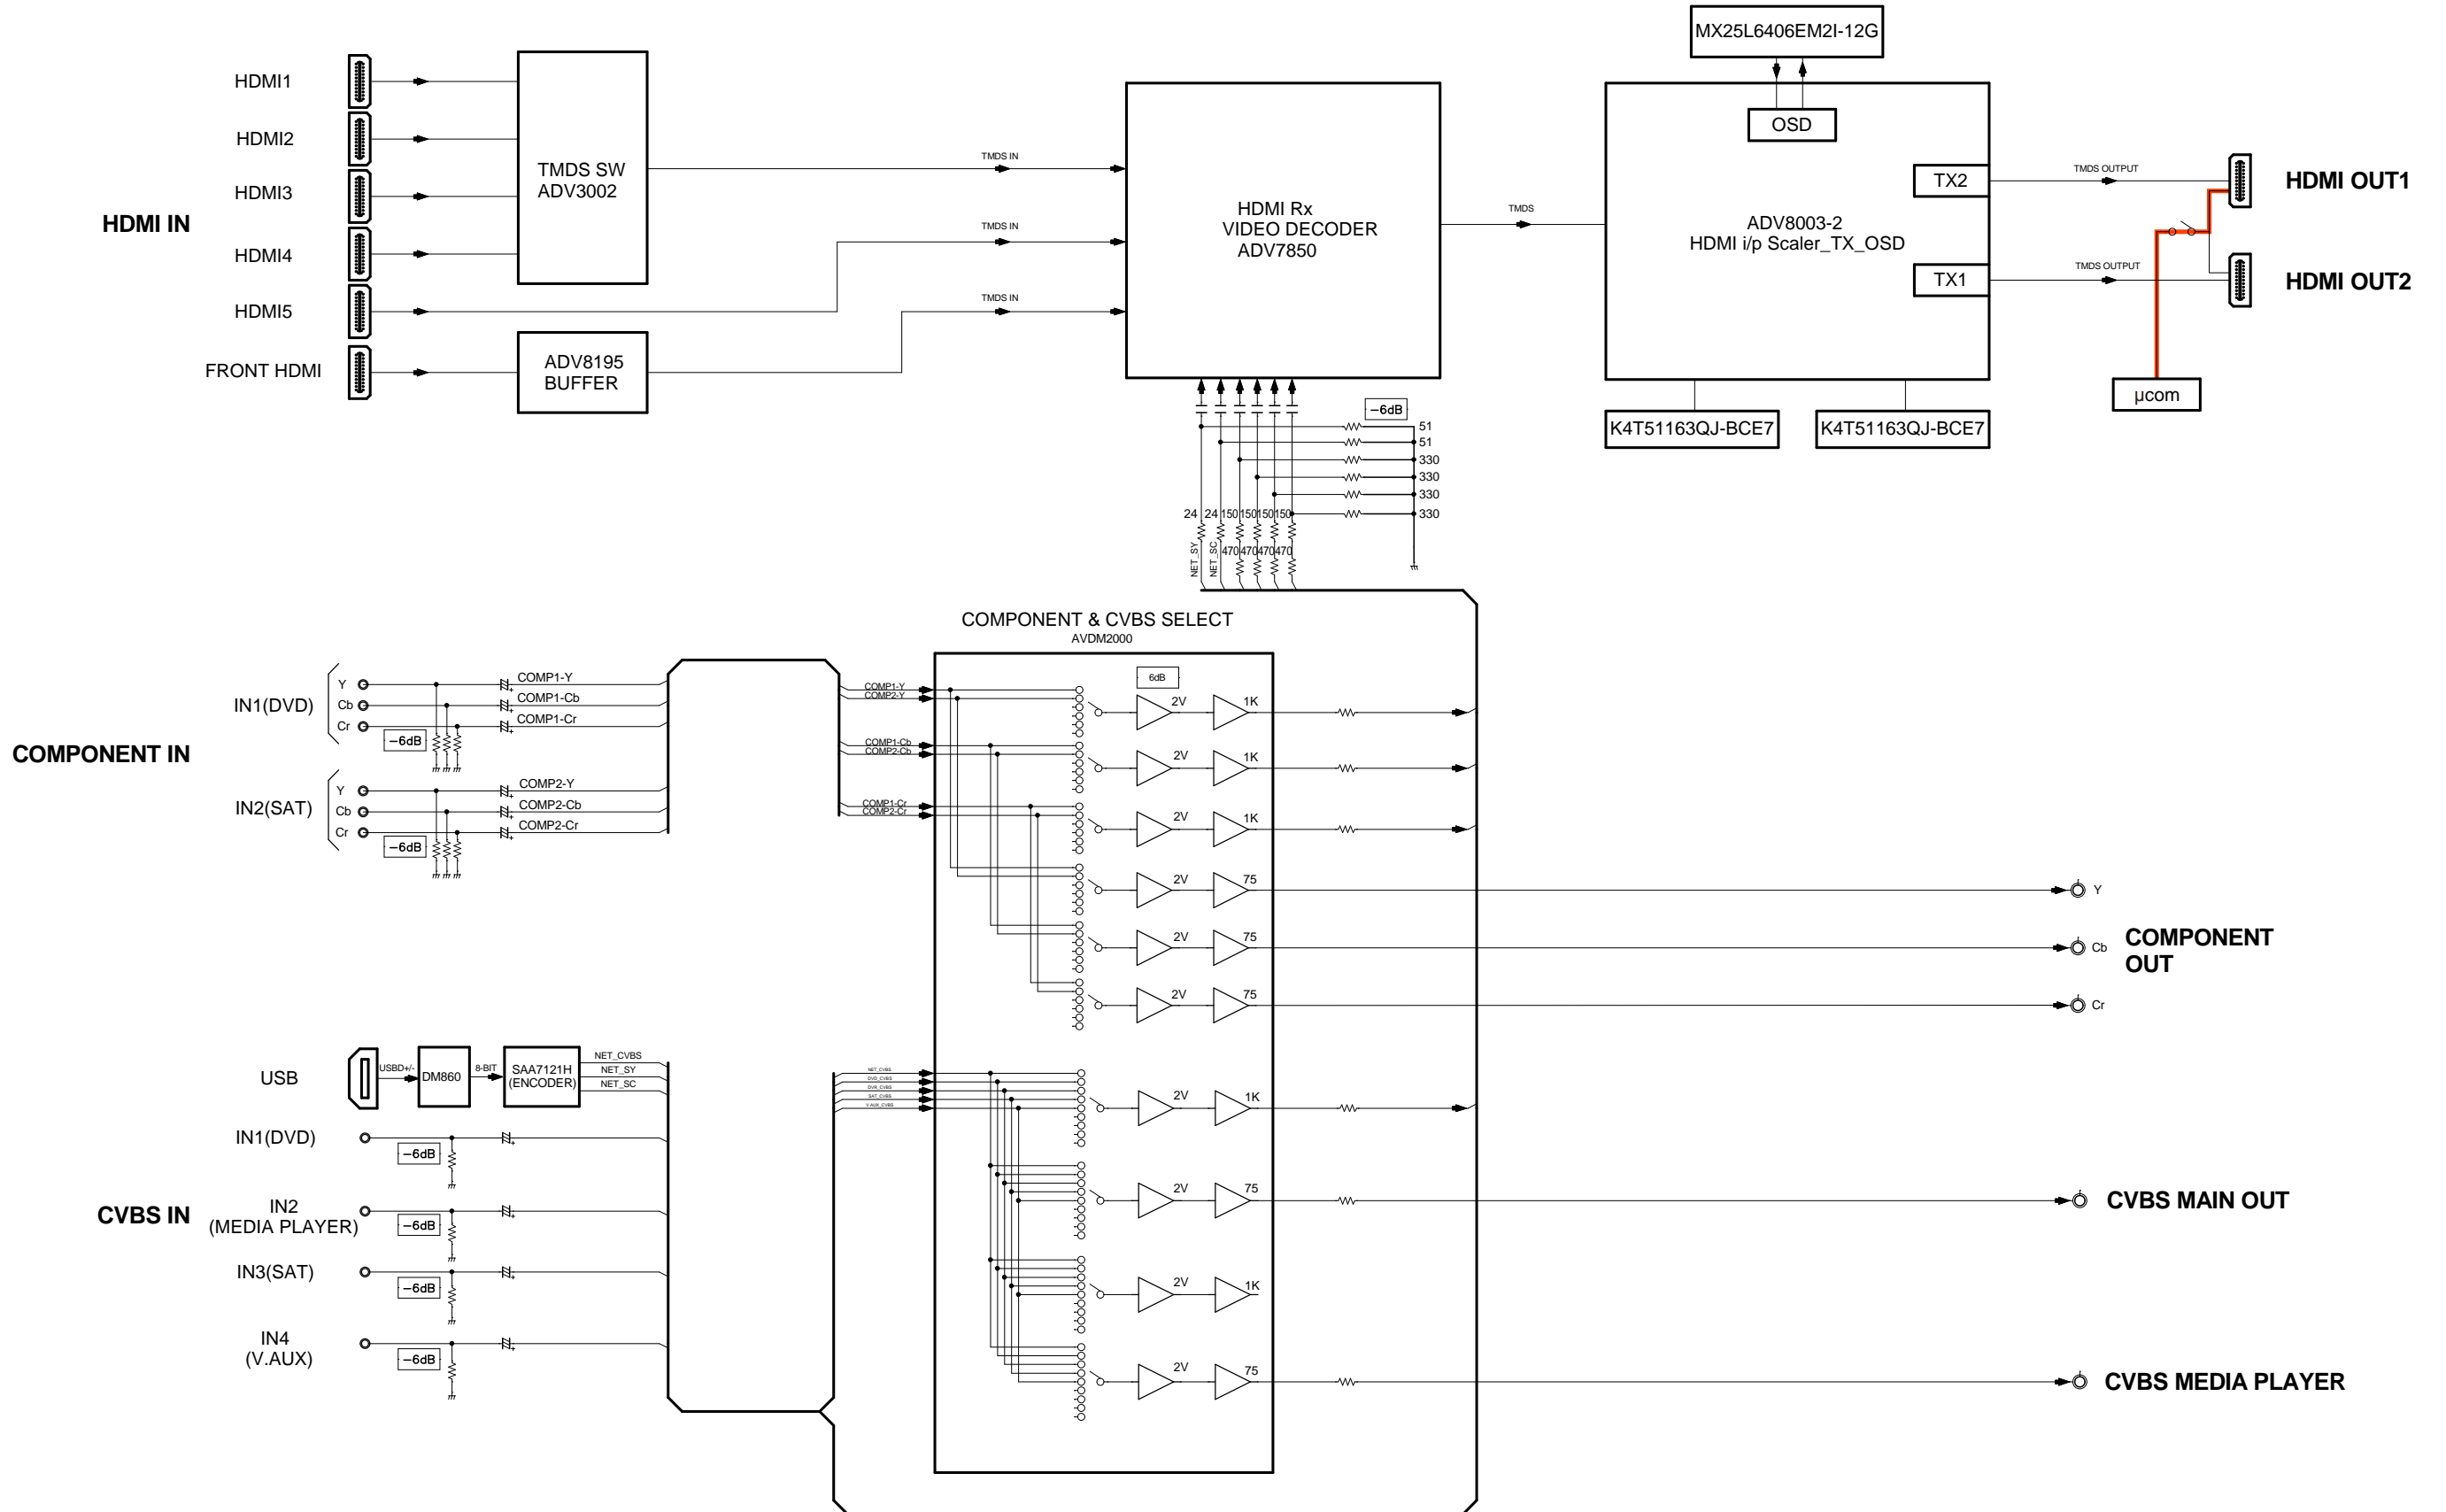 MX25L6406EM2I-12G
OSD
HDMI1
HDMI2
HDMI3
HDMI4
HDMI5
FRONT HDMI
HDMI IN
TMDS SW
ADV3002
ADV8195
BUFFER
TMDS IN
TMDS IN
TMDS IN
HDMI Rx
VIDEO DECODER
ADV7850
TMDS
ADV8003-2
HDMI i/p Scaler_TX_OSD
TX2
TX1
TMDS OUTPUT
TMDS OUTPUT
HDMI OUT1
HDMI OUT2
µcom
K4T51163QJ-BCE7
K4T51163QJ-BCE7
−6dB
51
51
330
330
330
330
24 24 150 150 150 150
NET_SY
NET_SC
470 470 470 470
COMPONENT & CVBS SELECT
AVDM2000
6dB
COMPONENT IN
IN1(DVD)
Y
Cb
Cr
−6dB
COMP1-Y
COMP1-Cb
COMP1-Cr
IN2(SAT)
Y
Cb
Cr
−6dB
COMP2-Y
COMP2-Cb
COMP2-Cr
COMP1-Y
COMP2-Y
COMP1-Cb
COMP2-Cb
COMP1-Cr
COMP2-Cr
2V 1K
2V 1K
2V 1K
2V 75
2V 75
2V 75
Y
Cb
Cr
COMPONENT
OUT
USB
USBD+/-
DM860
8-BIT
SAA7121H
(ENCODER)
NET_CVBS
NET_SY
NET_SC
CVBS IN
IN1(DVD)
−6dB
IN2
(MEDIA PLAYER)
−6dB
IN3(SAT)
−6dB
IN4
(V.AUX)
−6dB
NET_CVBS
DVD_CVBS
DVR_CVBS
SAT_CVBS
V-AUX_CVBS
2V 1K
2V 75
2V 1K
2V 75
CVBS MAIN OUT
CVBS MEDIA PLAYER